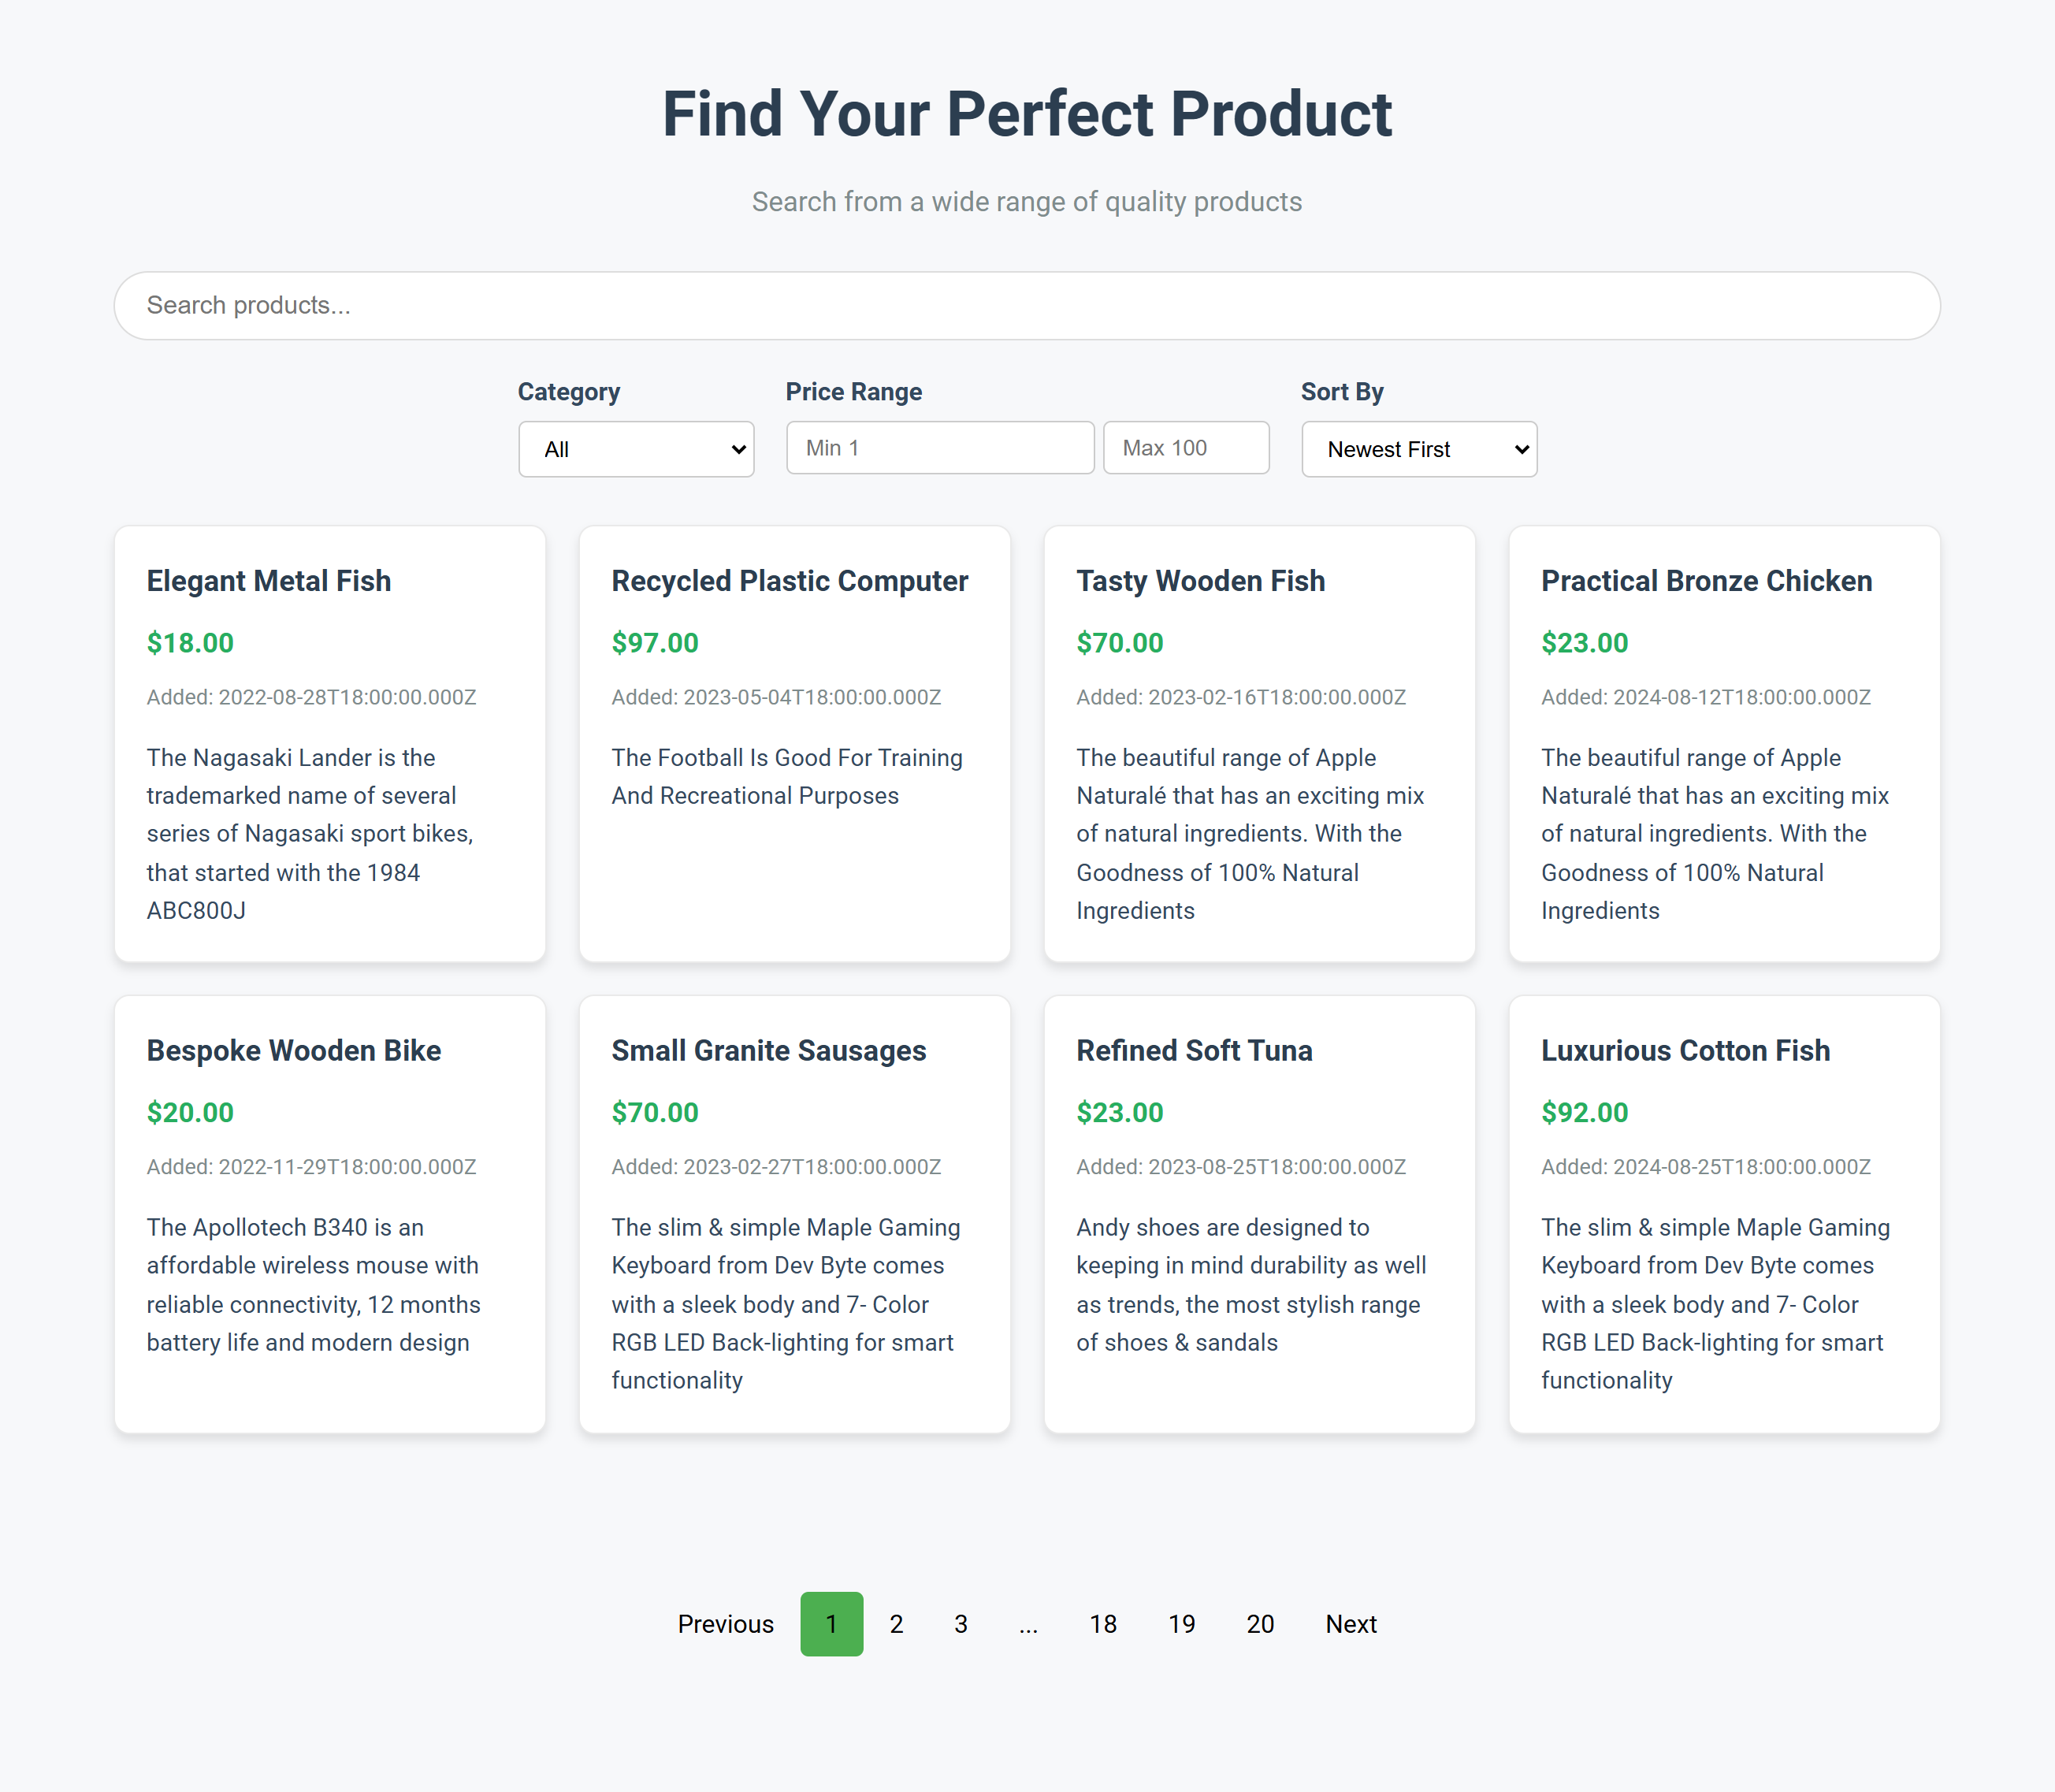 Find Your Perfect Product
Search from a wide range of quality products
Search products...
Category
All
Price Range
Min 1
Max 100
Sort By
Newest First
Elegant Metal Fish
$18.00
Added: 2022-08-28T18:00:00.000Z
The Nagasaki Lander is the
trademarked name of several
series of Nagasaki sport bikes,
that started with the 1984
ABC800J
Recycled Plastic Computer
$97.00
Added: 2023-05-04T18:00:00.000Z
The Football Is Good For Training
And Recreational Purposes
Tasty Wooden Fish
$70.00
Added: 2023-02-16T18:00:00.000Z
The beautiful range of Apple
Naturalé that has an exciting mix
of natural ingredients. With the
Goodness of 100% Natural
Ingredients
Practical Bronze Chicken
$23.00
Added: 2024-08-12T18:00:00.000Z
The beautiful range of Apple
Naturalé that has an exciting mix
of natural ingredients. With the
Goodness of 100% Natural
Ingredients
Bespoke Wooden Bike
$20.00
Added: 2022-11-29T18:00:00.000Z
The Apollotech B340 is an
affordable wireless mouse with
reliable connectivity, 12 months
battery life and modern design
Small Granite Sausages
$70.00
Added: 2023-02-27T18:00:00.000Z
The slim & simple Maple Gaming
Keyboard from Dev Byte comes
with a sleek body and 7- Color
RGB LED Back-lighting for smart
functionality
Refined Soft Tuna
$23.00
Added: 2023-08-25T18:00:00.000Z
Andy shoes are designed to
keeping in mind durability as well
as trends, the most stylish range
of shoes & sandals
Luxurious Cotton Fish
$92.00
Added: 2024-08-25T18:00:00.000Z
The slim & simple Maple Gaming
Keyboard from Dev Byte comes
with a sleek body and 7- Color
RGB LED Back-lighting for smart
functionality
Previous 1 2 3 ... 18 19 20 Next